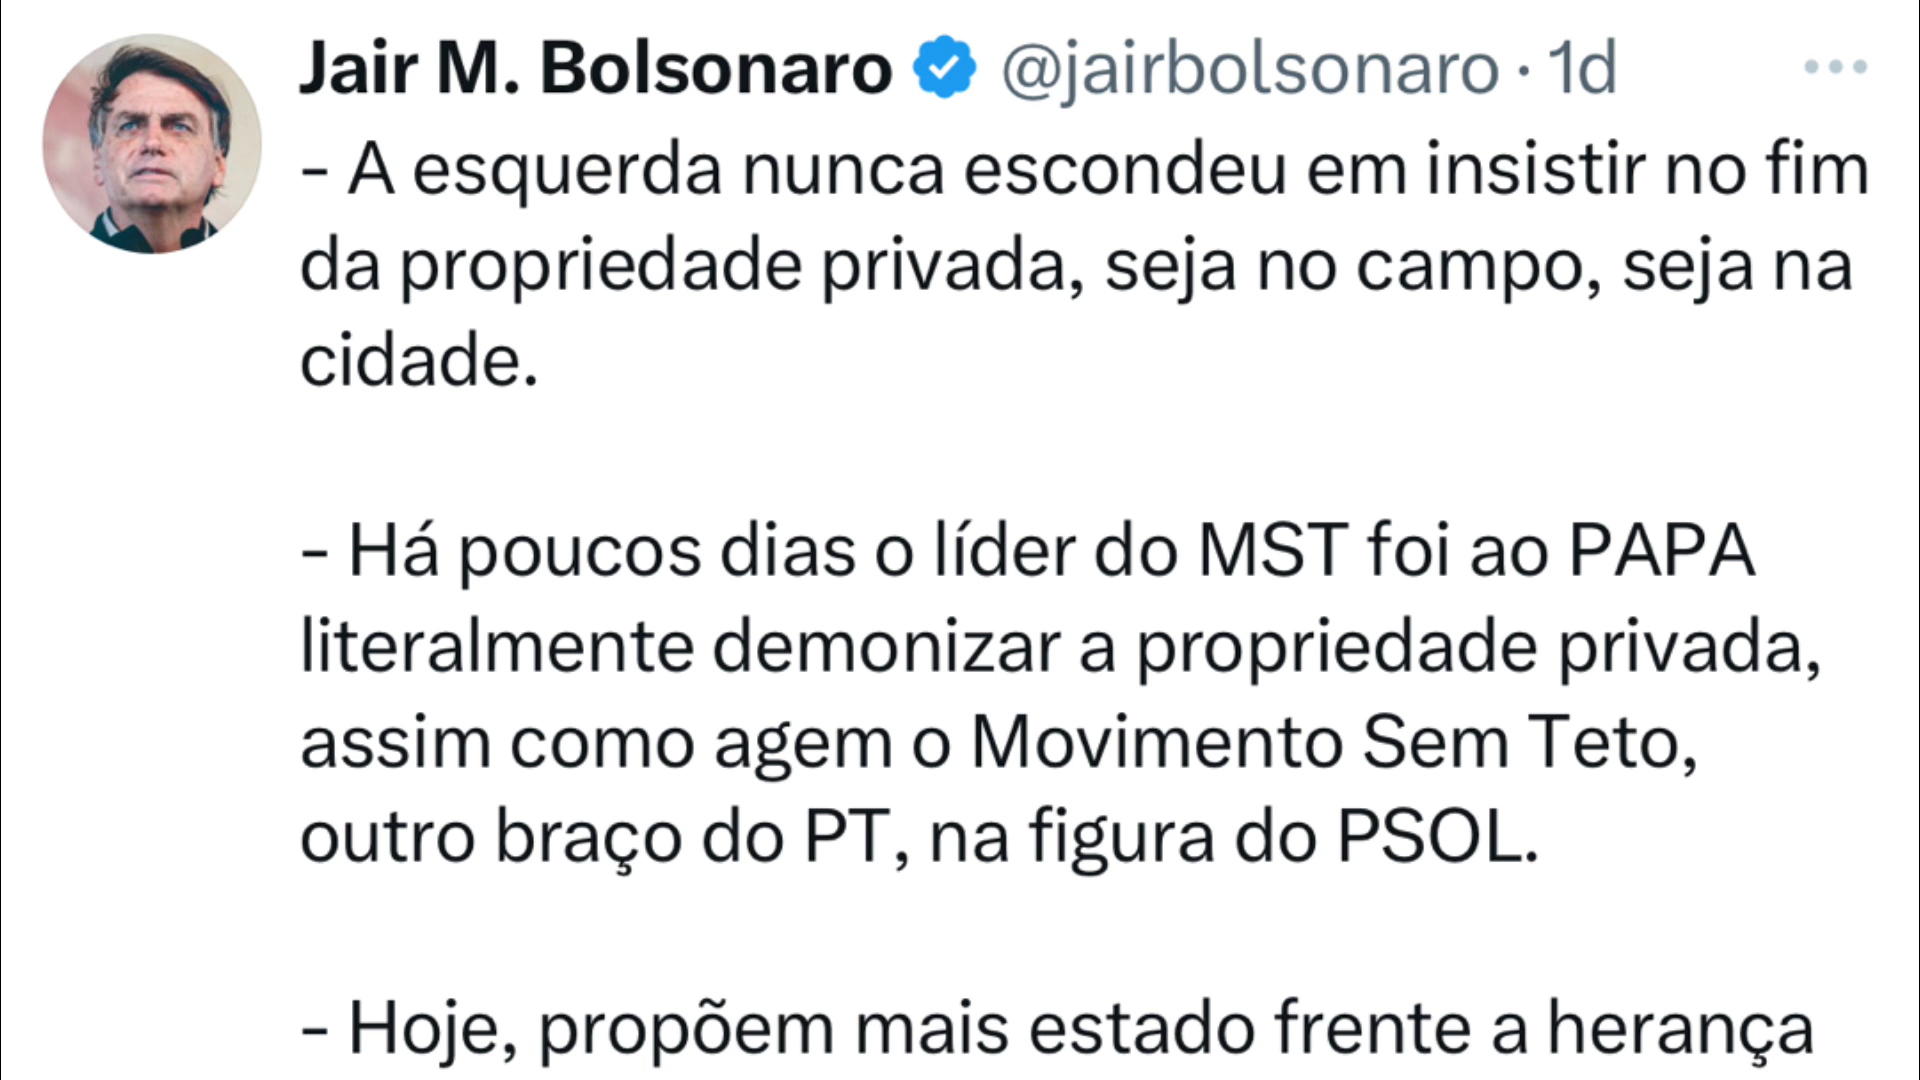 Jair M. Bolsonaro @jairbolsonaro · 1d
- A esquerda nunca escondeu em insistir no fim
da propriedade privada, seja no campo, seja na
cidade.
- Há poucos dias o líder do MST foi ao PAPA
literalmente demonizar a propriedade privada,
assim como agem o Movimento Sem Teto,
outro braço do PT, na figura do PSOL.
- Hoje, propõem mais estado frente a herança